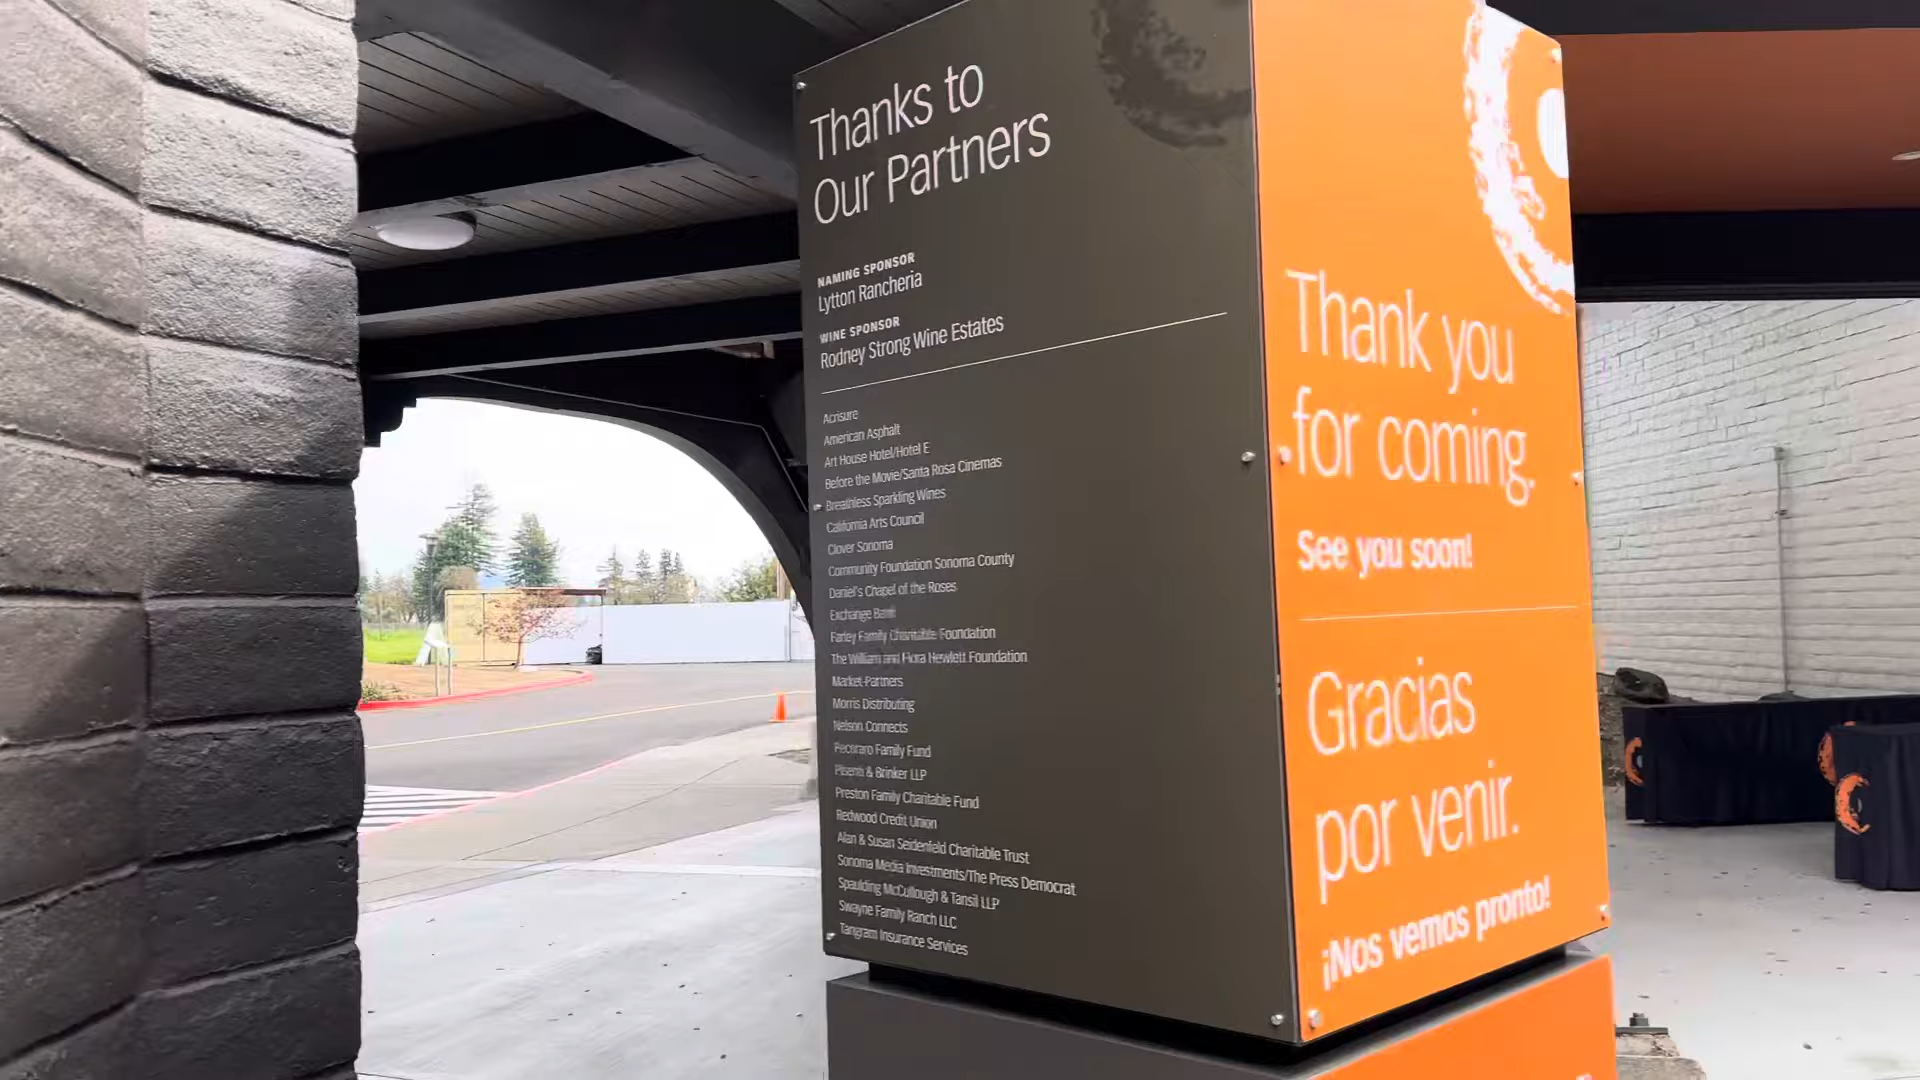 Thanks to
Our Partners
NAMING SPONSOR
Lytton Rancheria
WINE SPONSOR
Rodney Strong Wine Estates
Acrisure
American Asphalt
Art House Hotel/Hotel E
Before the Movie/Santa Rosa Cinemas
Breathless Sparkling Wines
California Arts Council
Clover Sonoma
Community Foundation Sonoma County
Daniel's Chapel of the Roses
Exchange Bank
Farley Family Charitable Foundation
The William and Flora Hewlett Foundation
Market Partners
Morris Distributing
Nelson Connects
Pecoraro Family Fund
Pisenti & Brinker LLP
Preston Family Charitable Fund
Redwood Credit Union
Alan & Susan Seidenfeld Charitable Trust
Sonoma Media Investments/The Press Democrat
Spaulding McCullough & Tansil LLP
Swayne Family Ranch LLC
Tangram Insurance Services
Thank you
for coming.
See you soon!
Gracias
por venir.
¡Nos vemos pronto!